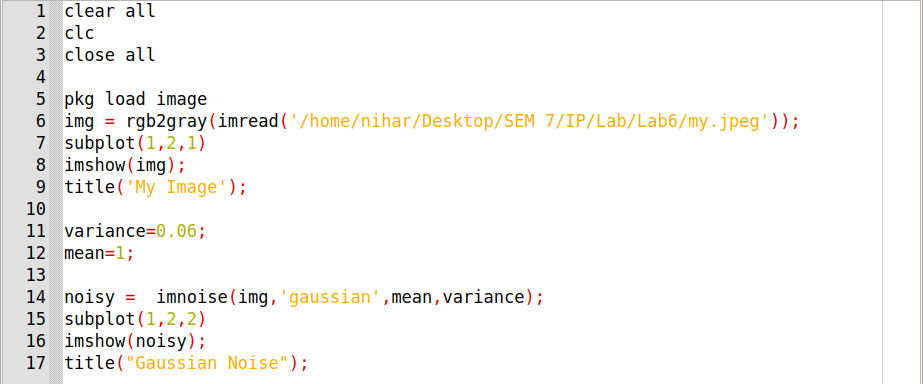 1 clear all
2 clc
3 close all
4
5 pkg load image
6 img = rgb2gray(imread('/home/nihar/Desktop/SEM 7/IP/Lab/Lab6/my.jpeg'));
7 subplot(1,2,1)
8 imshow(img);
9 title('My Image');
10
11 variance=0.06;
12 mean=1;
13
14 noisy =  imnoise(img,'gaussian',mean,variance);
15 subplot(1,2,2)
16 imshow(noisy);
17 title("Gaussian Noise");